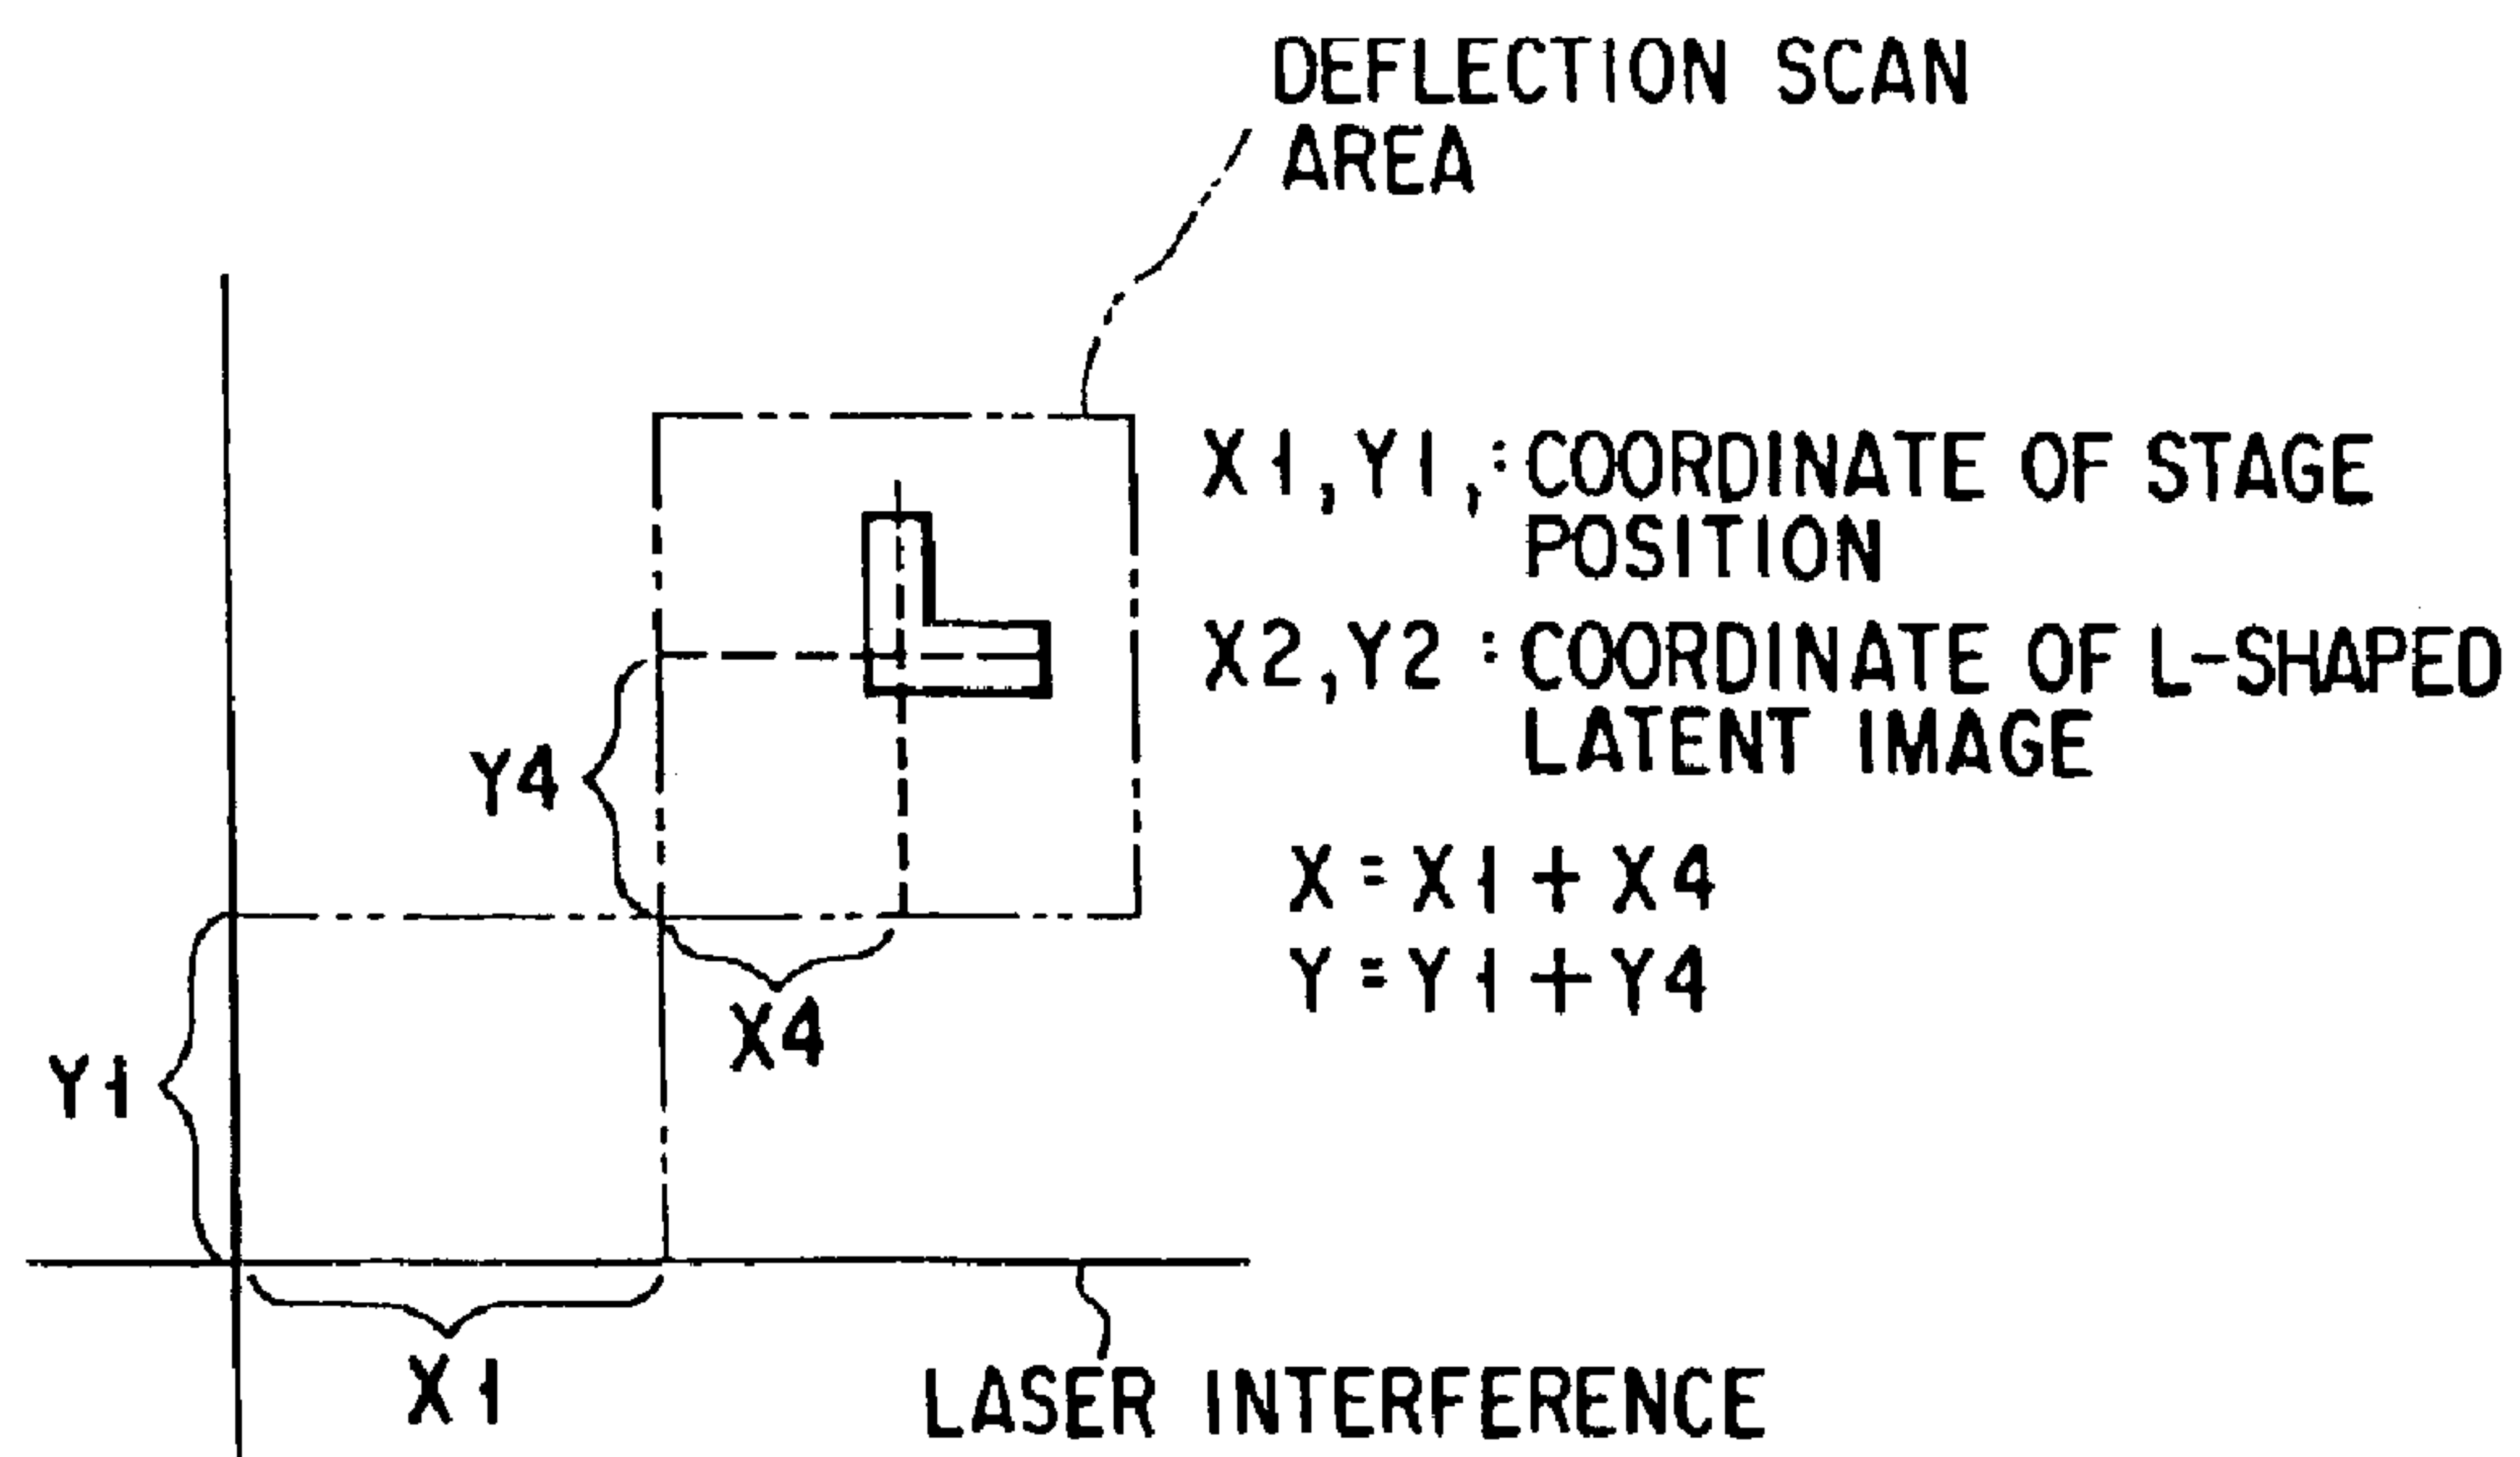 DEFLECTION SCAN
AREA
X1,Y1,:COORDINATE OF STAGE
POSITION
X2,Y2 :COORDINATE OF L-SHAPED
LATENT IMAGE
Y4
X=X1+X4
Y=Y1+Y4
X4
Y1
X1
LASER INTERFERENCE